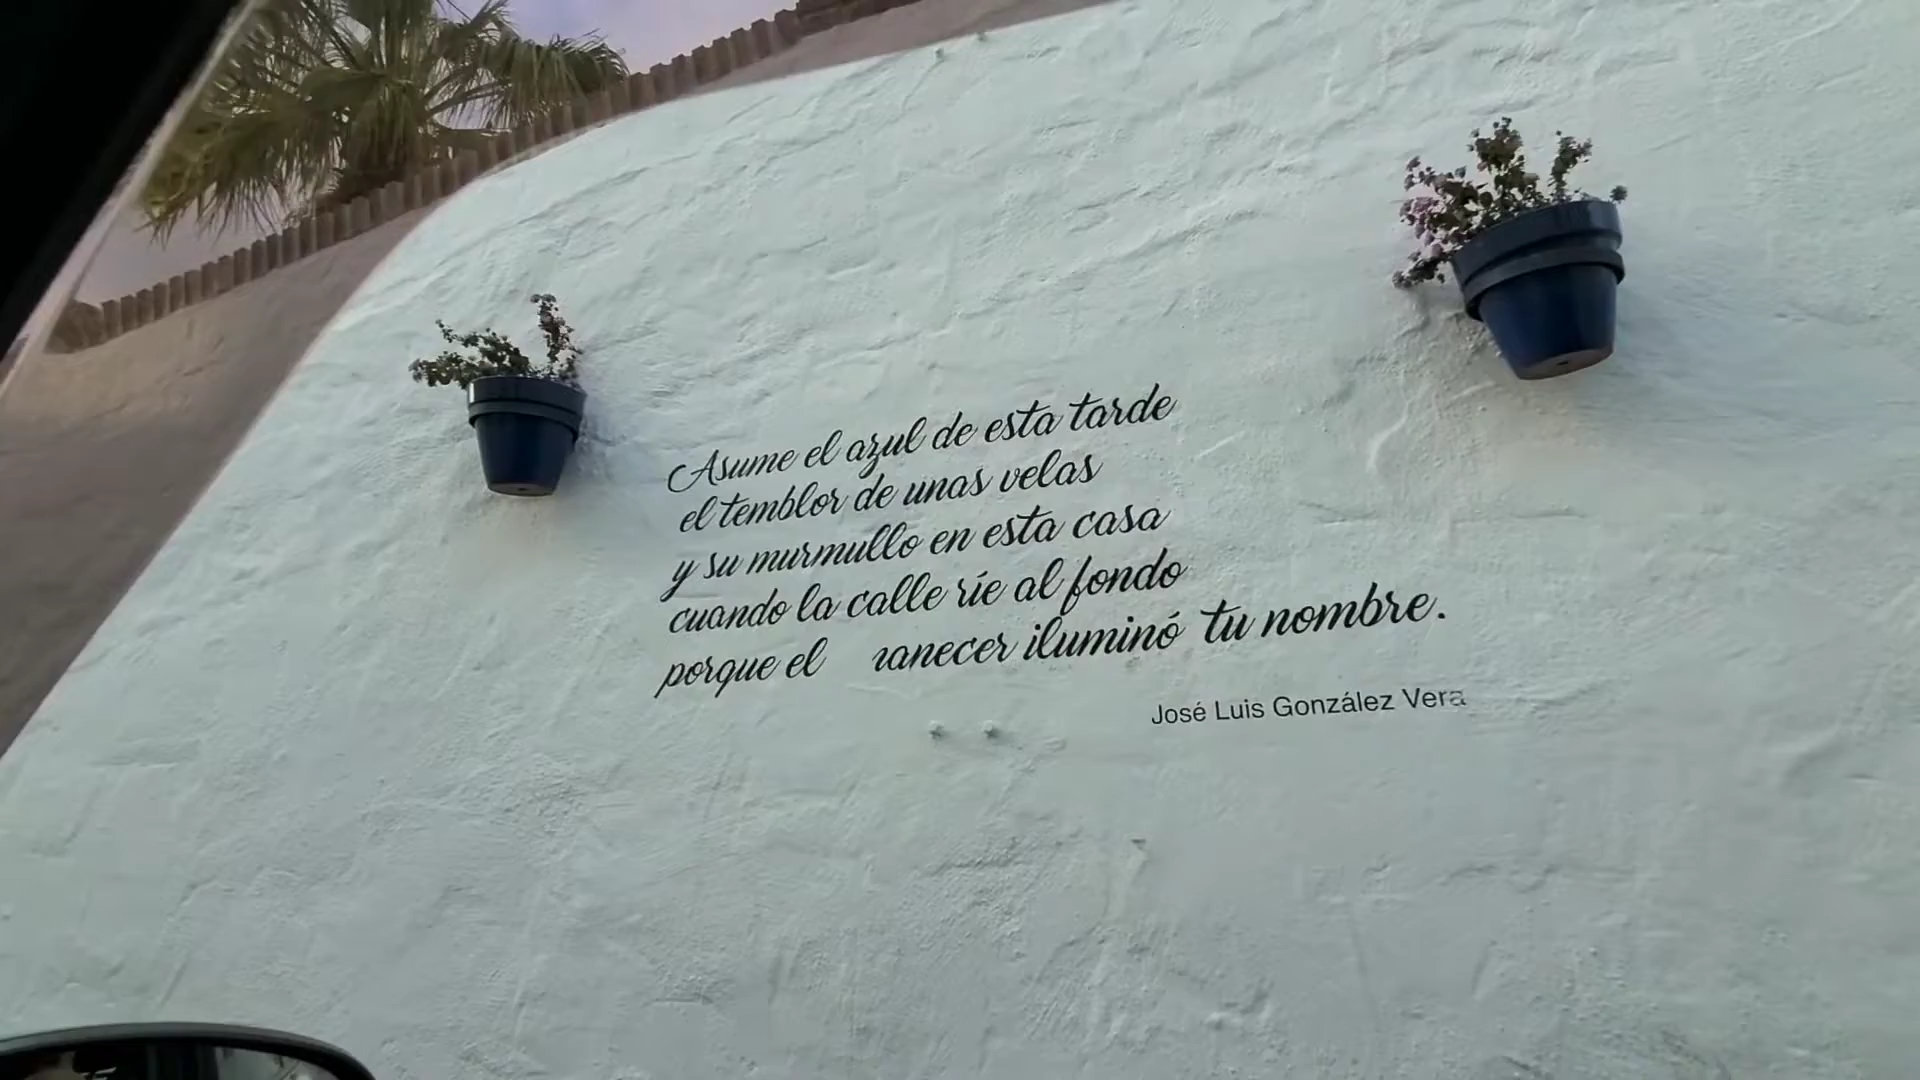 Asume el azul de esta tarde
el temblor de unas velas
y su murmullo en esta casa
cuando la calle ríe al fondo
porque el anecer iluminó tu nombre.
José Luis González Vera